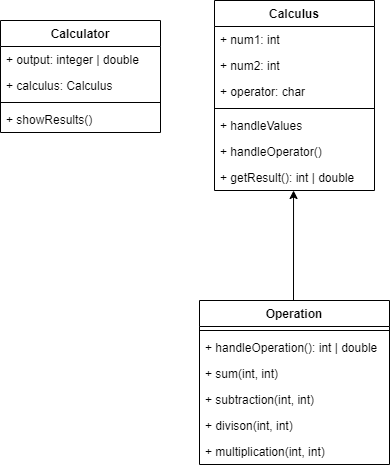 Calculator
+ output: integer | double
+ calculus: Calculus
+ showResults()
Calculus
+ num1: int
+ num2: int
+ operator: char
+ handleValues
+ handleOperator()
+ getResult(): int | double
Operation
+ handleOperation(): int | double
+ sum(int, int)
+ subtraction(int, int)
+ divison(int, int)
+ multiplication(int, int)